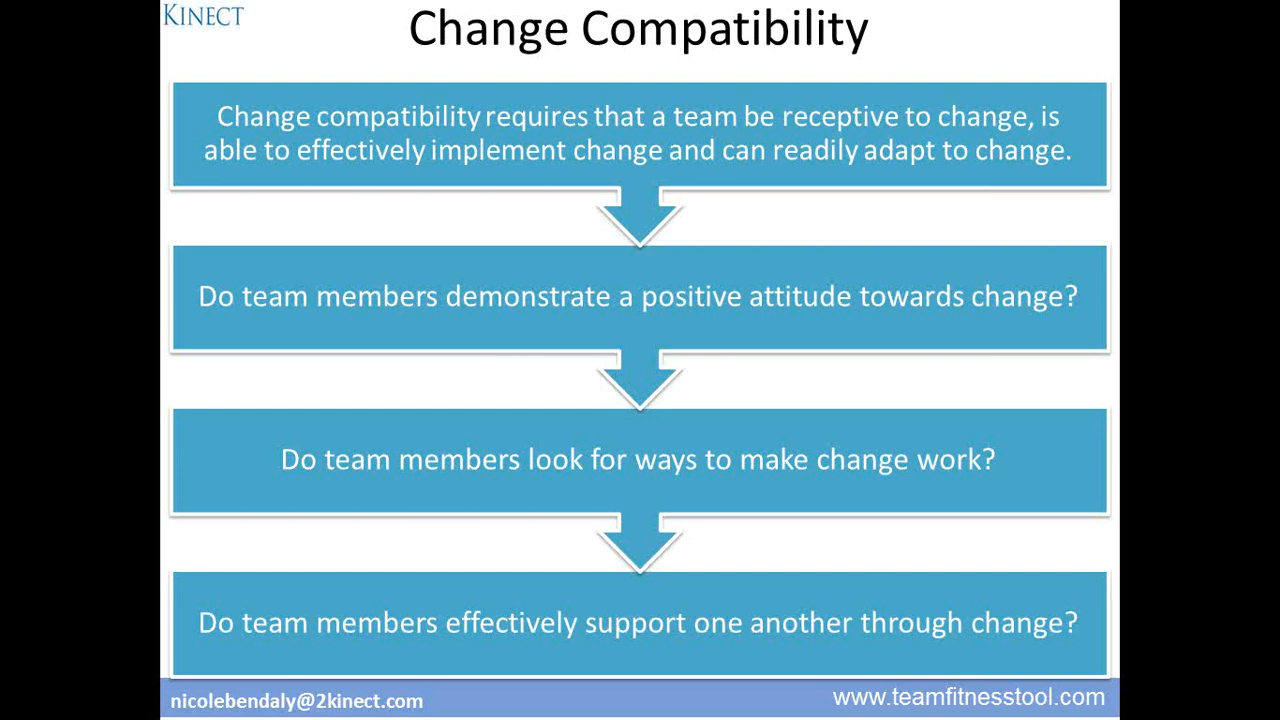 KINECT
Change Compatibility
Change compatibility requires that a team be receptive to change, is
able to effectively implement change and can readily adapt to change.
Do team members demonstrate a positive attitude towards change?
Do team members look for ways to make change work?
Do team members effectively support one another through change?
nicolebendaly@2kinect.com
www.teamfitnesstool.com